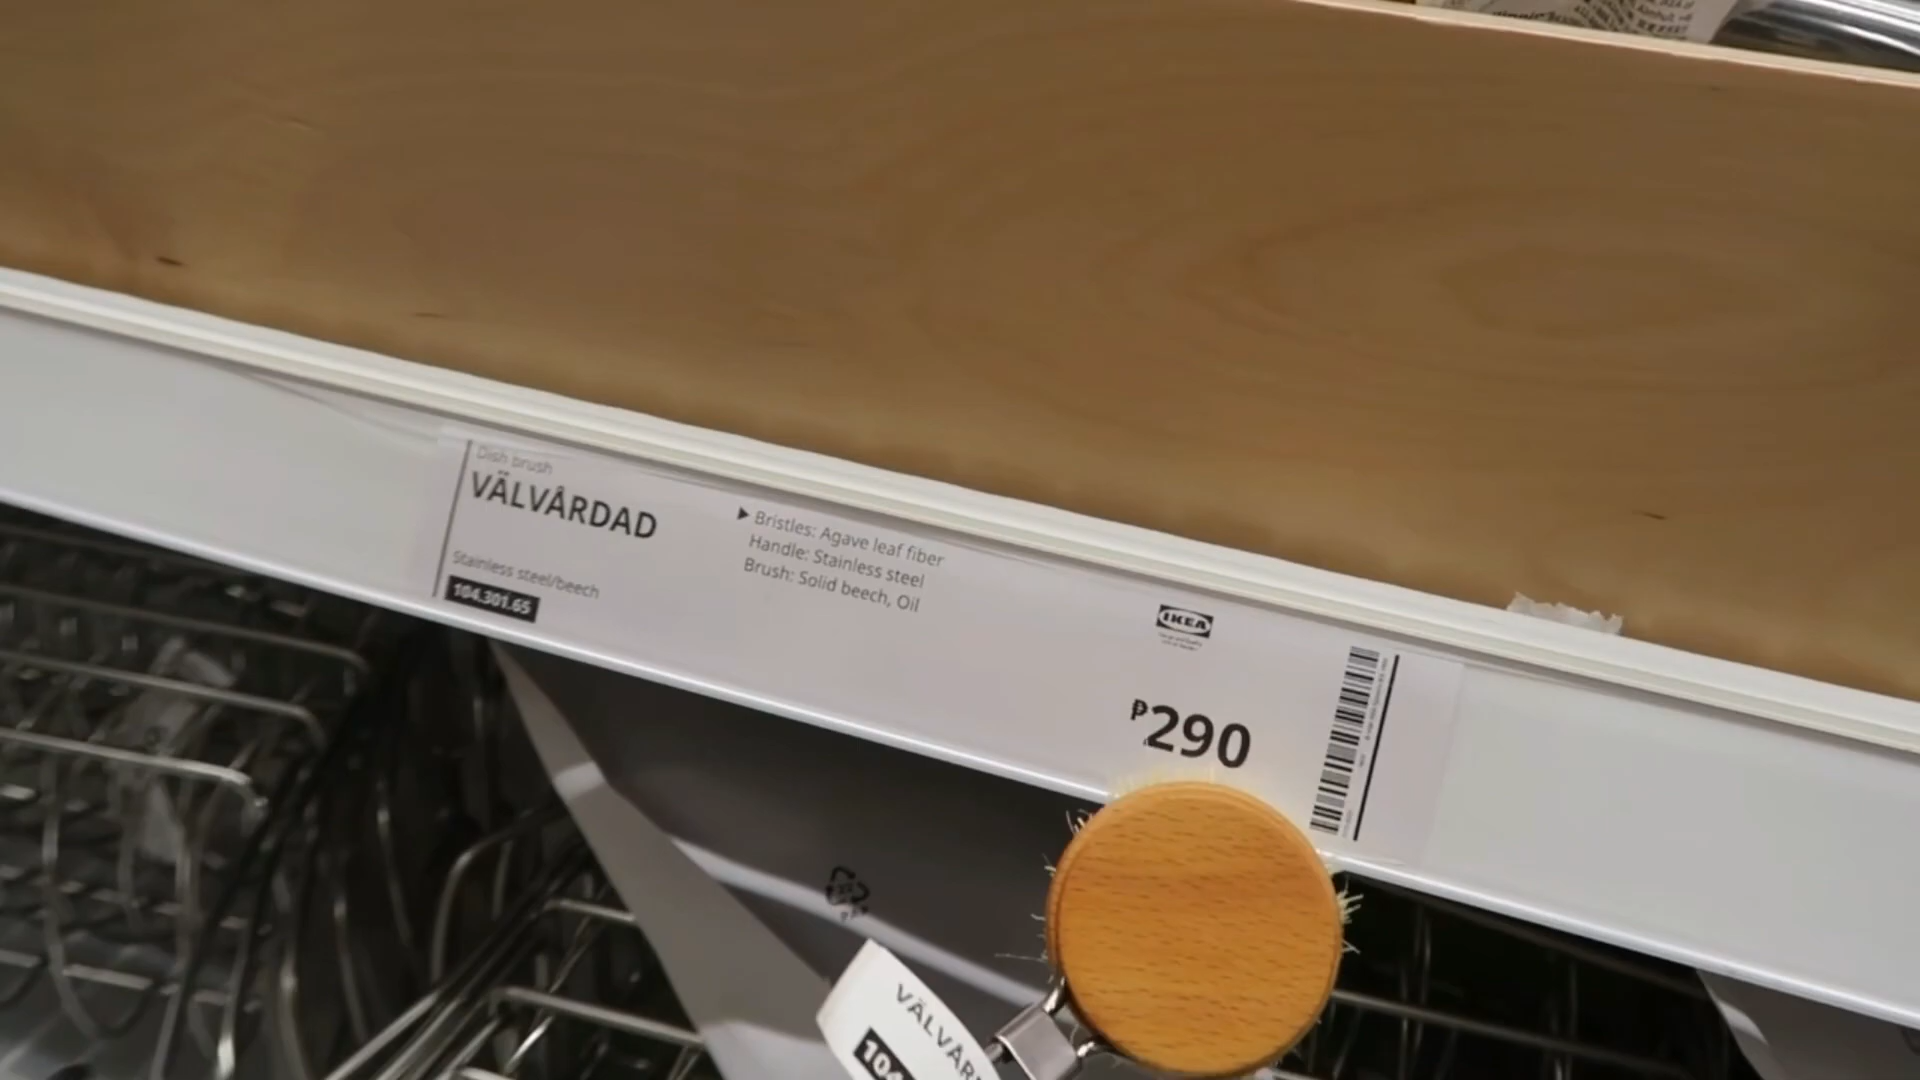 Dish brush
VÄLVÅRDAD
Stainless steel/beech
104.301.65
▶ Bristles: Agave leaf fiber
Handle: Stainless steel
Brush: Solid beech, Oil
IKEA
₱290
VÄLVÅR
104